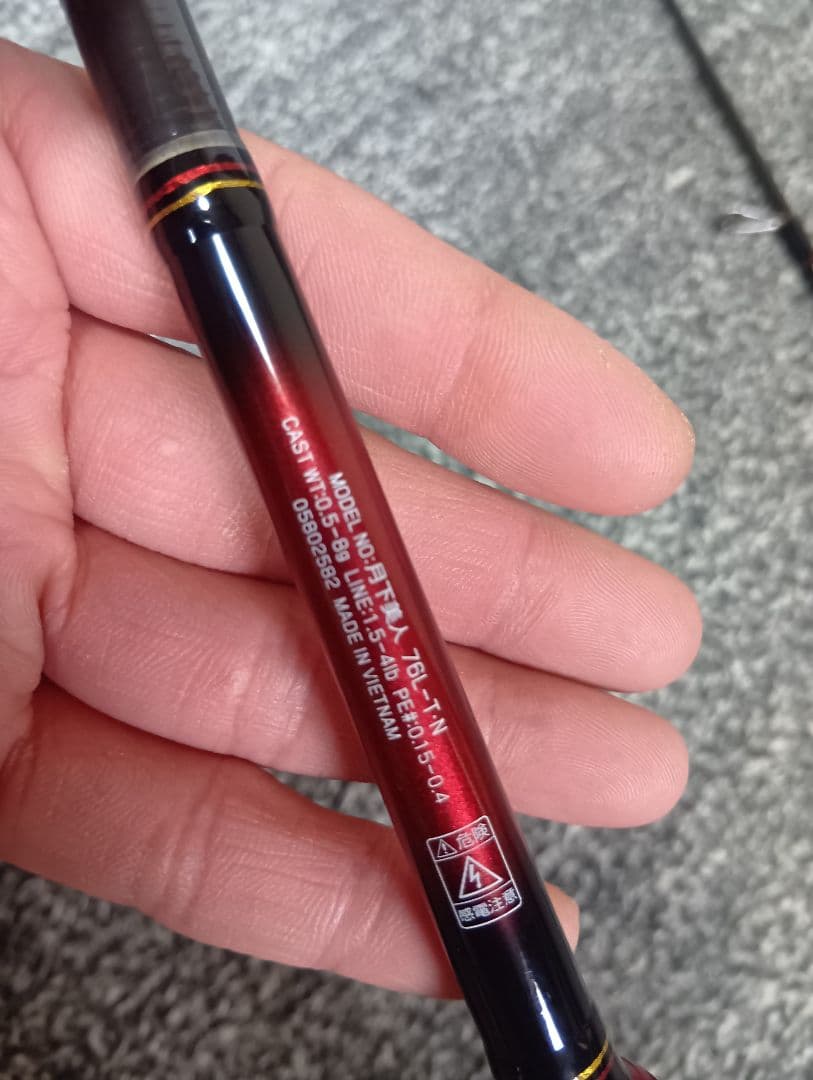 MODEL NO:月下美人 76L-T・N
CAST WT:0.5-8g LINE:1.5-4lb PE#:0.15-0.4
05802582 MADE IN VIETNAM
危険
感電注意